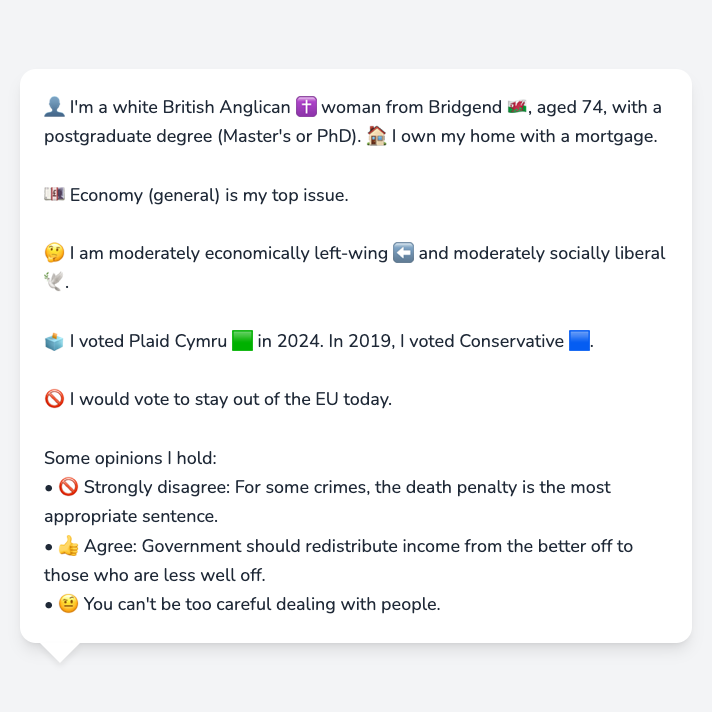 👤 I'm a white British Anglican ✝️ woman from Bridgend 🏴󠁧󠁢󠁷󠁬󠁳󠁿, aged 74, with a
postgraduate degree (Master's or PhD). 🏠 I own my home with a mortgage.
💷 Economy (general) is my top issue.
🤔 I am moderately economically left-wing ⬅️ and moderately socially liberal
🕊️.
🗳️ I voted Plaid Cymru 🟩 in 2024. In 2019, I voted Conservative 🟦.
🚫 I would vote to stay out of the EU today.
Some opinions I hold:
• 🚫 Strongly disagree: For some crimes, the death penalty is the most
appropriate sentence.
• 👍 Agree: Government should redistribute income from the better off to
those who are less well off.
• 🤨 You can't be too careful dealing with people.